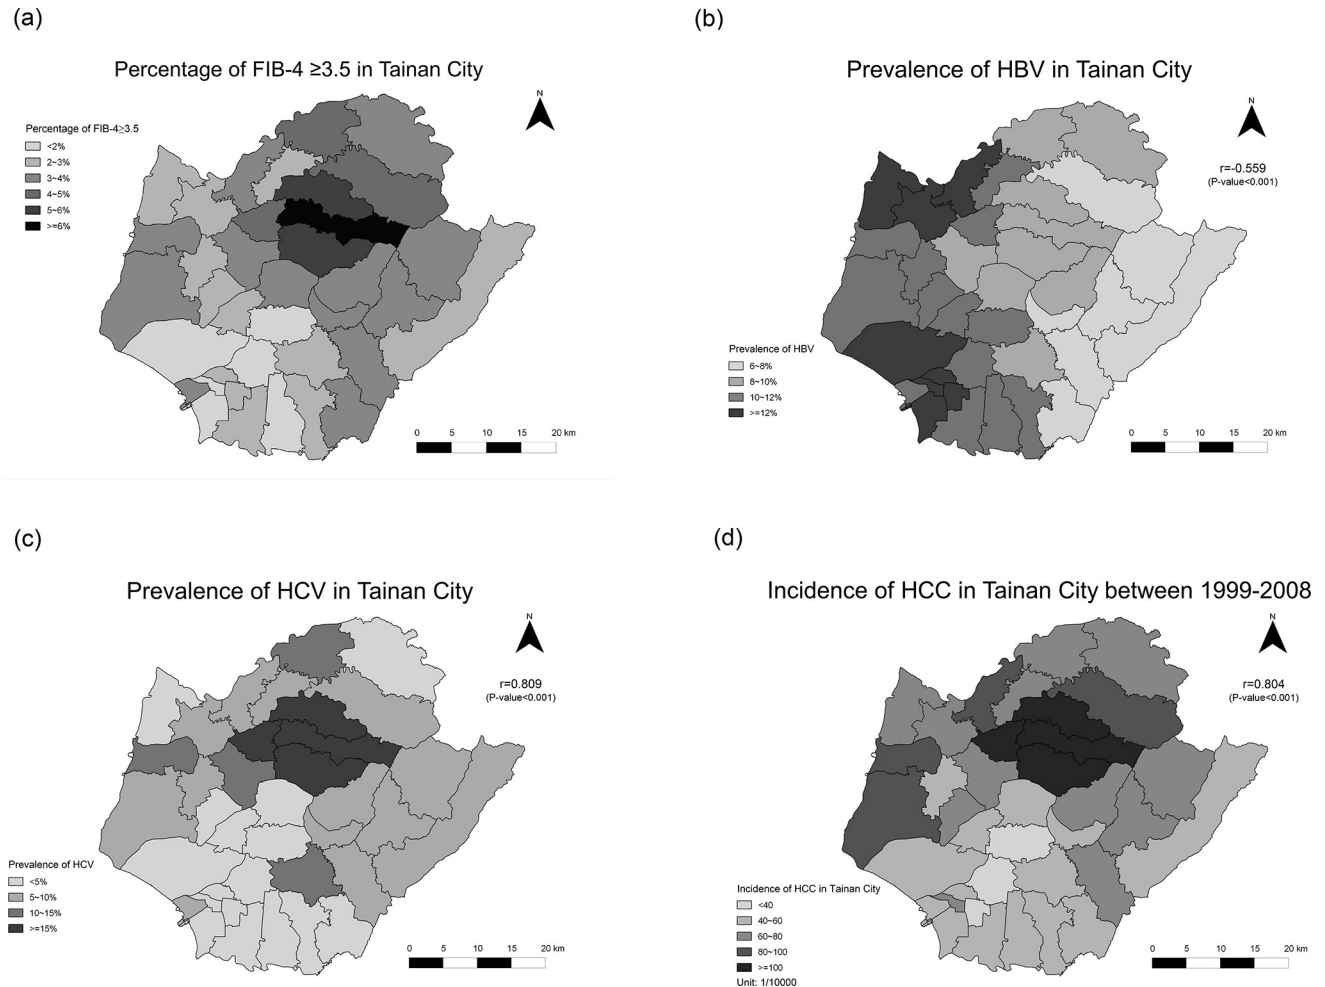 (a)
Percentage of FIB-4 ≥3.5 in Tainan City
N
Percentage of FIB-4≥3.5
<2%
2~3%
3~4%
4~5%
5~6%
>=6%
0 5 10 15 20 km
(b)
Prevalence of HBV in Tainan City
N
r=-0.559
(P-value<0.001)
Prevalence of HBV
6~8%
8~10%
10~12%
>=12%
0 5 10 15 20 km
(c)
Prevalence of HCV in Tainan City
N
r=0.809
(P-value<0.001)
Prevalence of HCV
<5%
5~10%
10~15%
>=15%
0 5 10 15 20 km
(d)
Incidence of HCC in Tainan City between 1999-2008
N
r=0.804
(P-value<0.001)
Incidence of HCC in Tainan City
<40
40~60
60~80
80~100
>=100
Unit: 1/10000
0 5 10 15 20 km